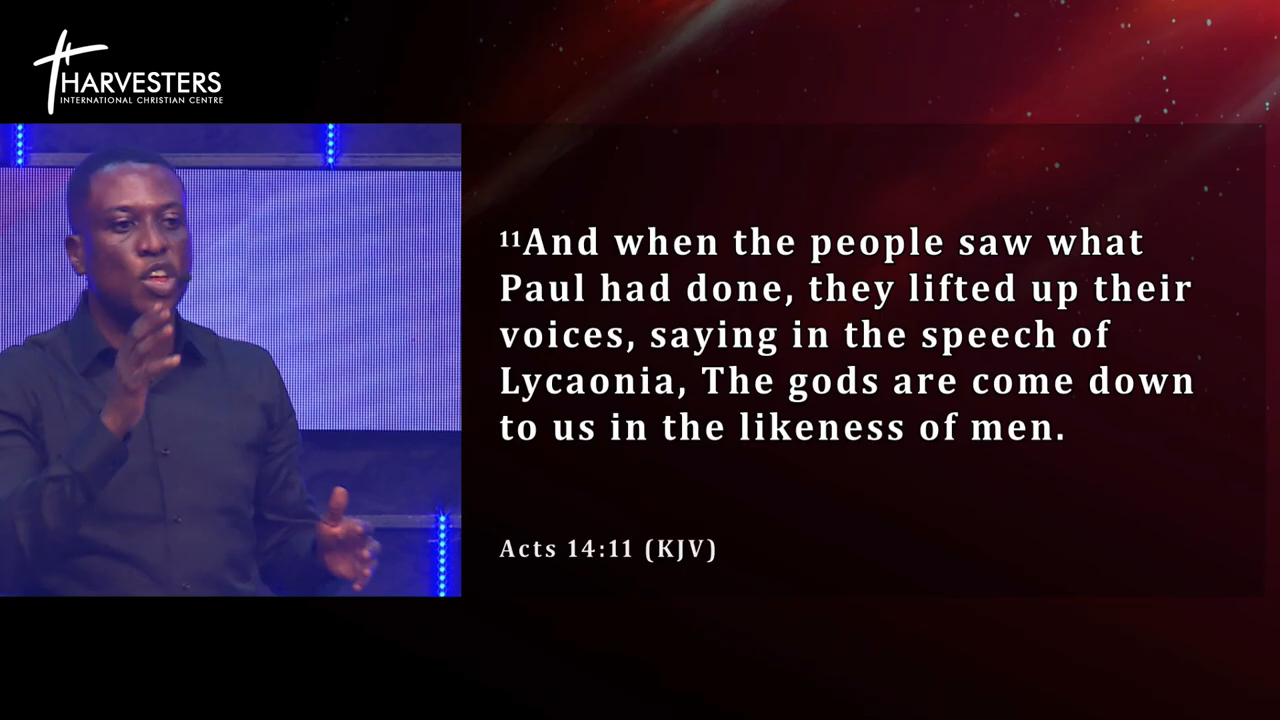 HARVESTERS
INTERNATIONAL CHRISTIAN CENTRE
¹¹And when the people saw what
Paul had done, they lifted up their
voices, saying in the speech of
Lycaonia, The gods are come down
to us in the likeness of men.
Acts 14:11 (KJV)